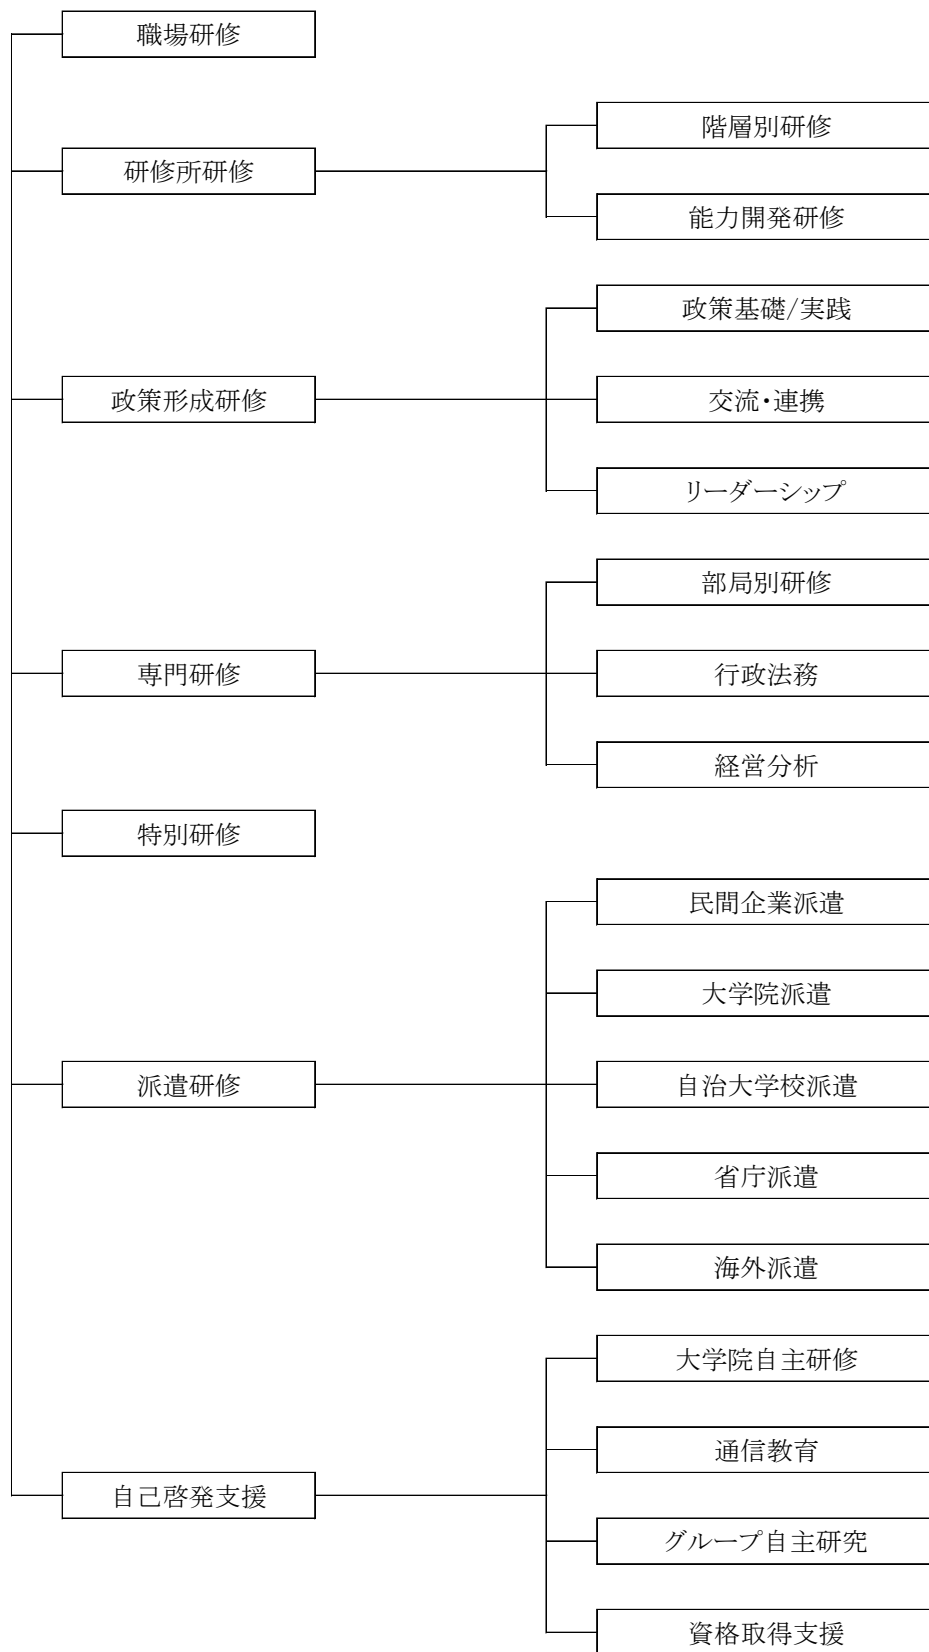 職場研修
研修所研修
階層別研修
能力開発研修
政策形成研修
政策基礎/実践
交流・連携
リーダーシップ
専門研修
部局別研修
行政法務
経営分析
特別研修
派遣研修
民間企業派遣
大学院派遣
自治大学校派遣
省庁派遣
海外派遣
自己啓発支援
大学院自主研修
通信教育
グループ自主研究
資格取得支援